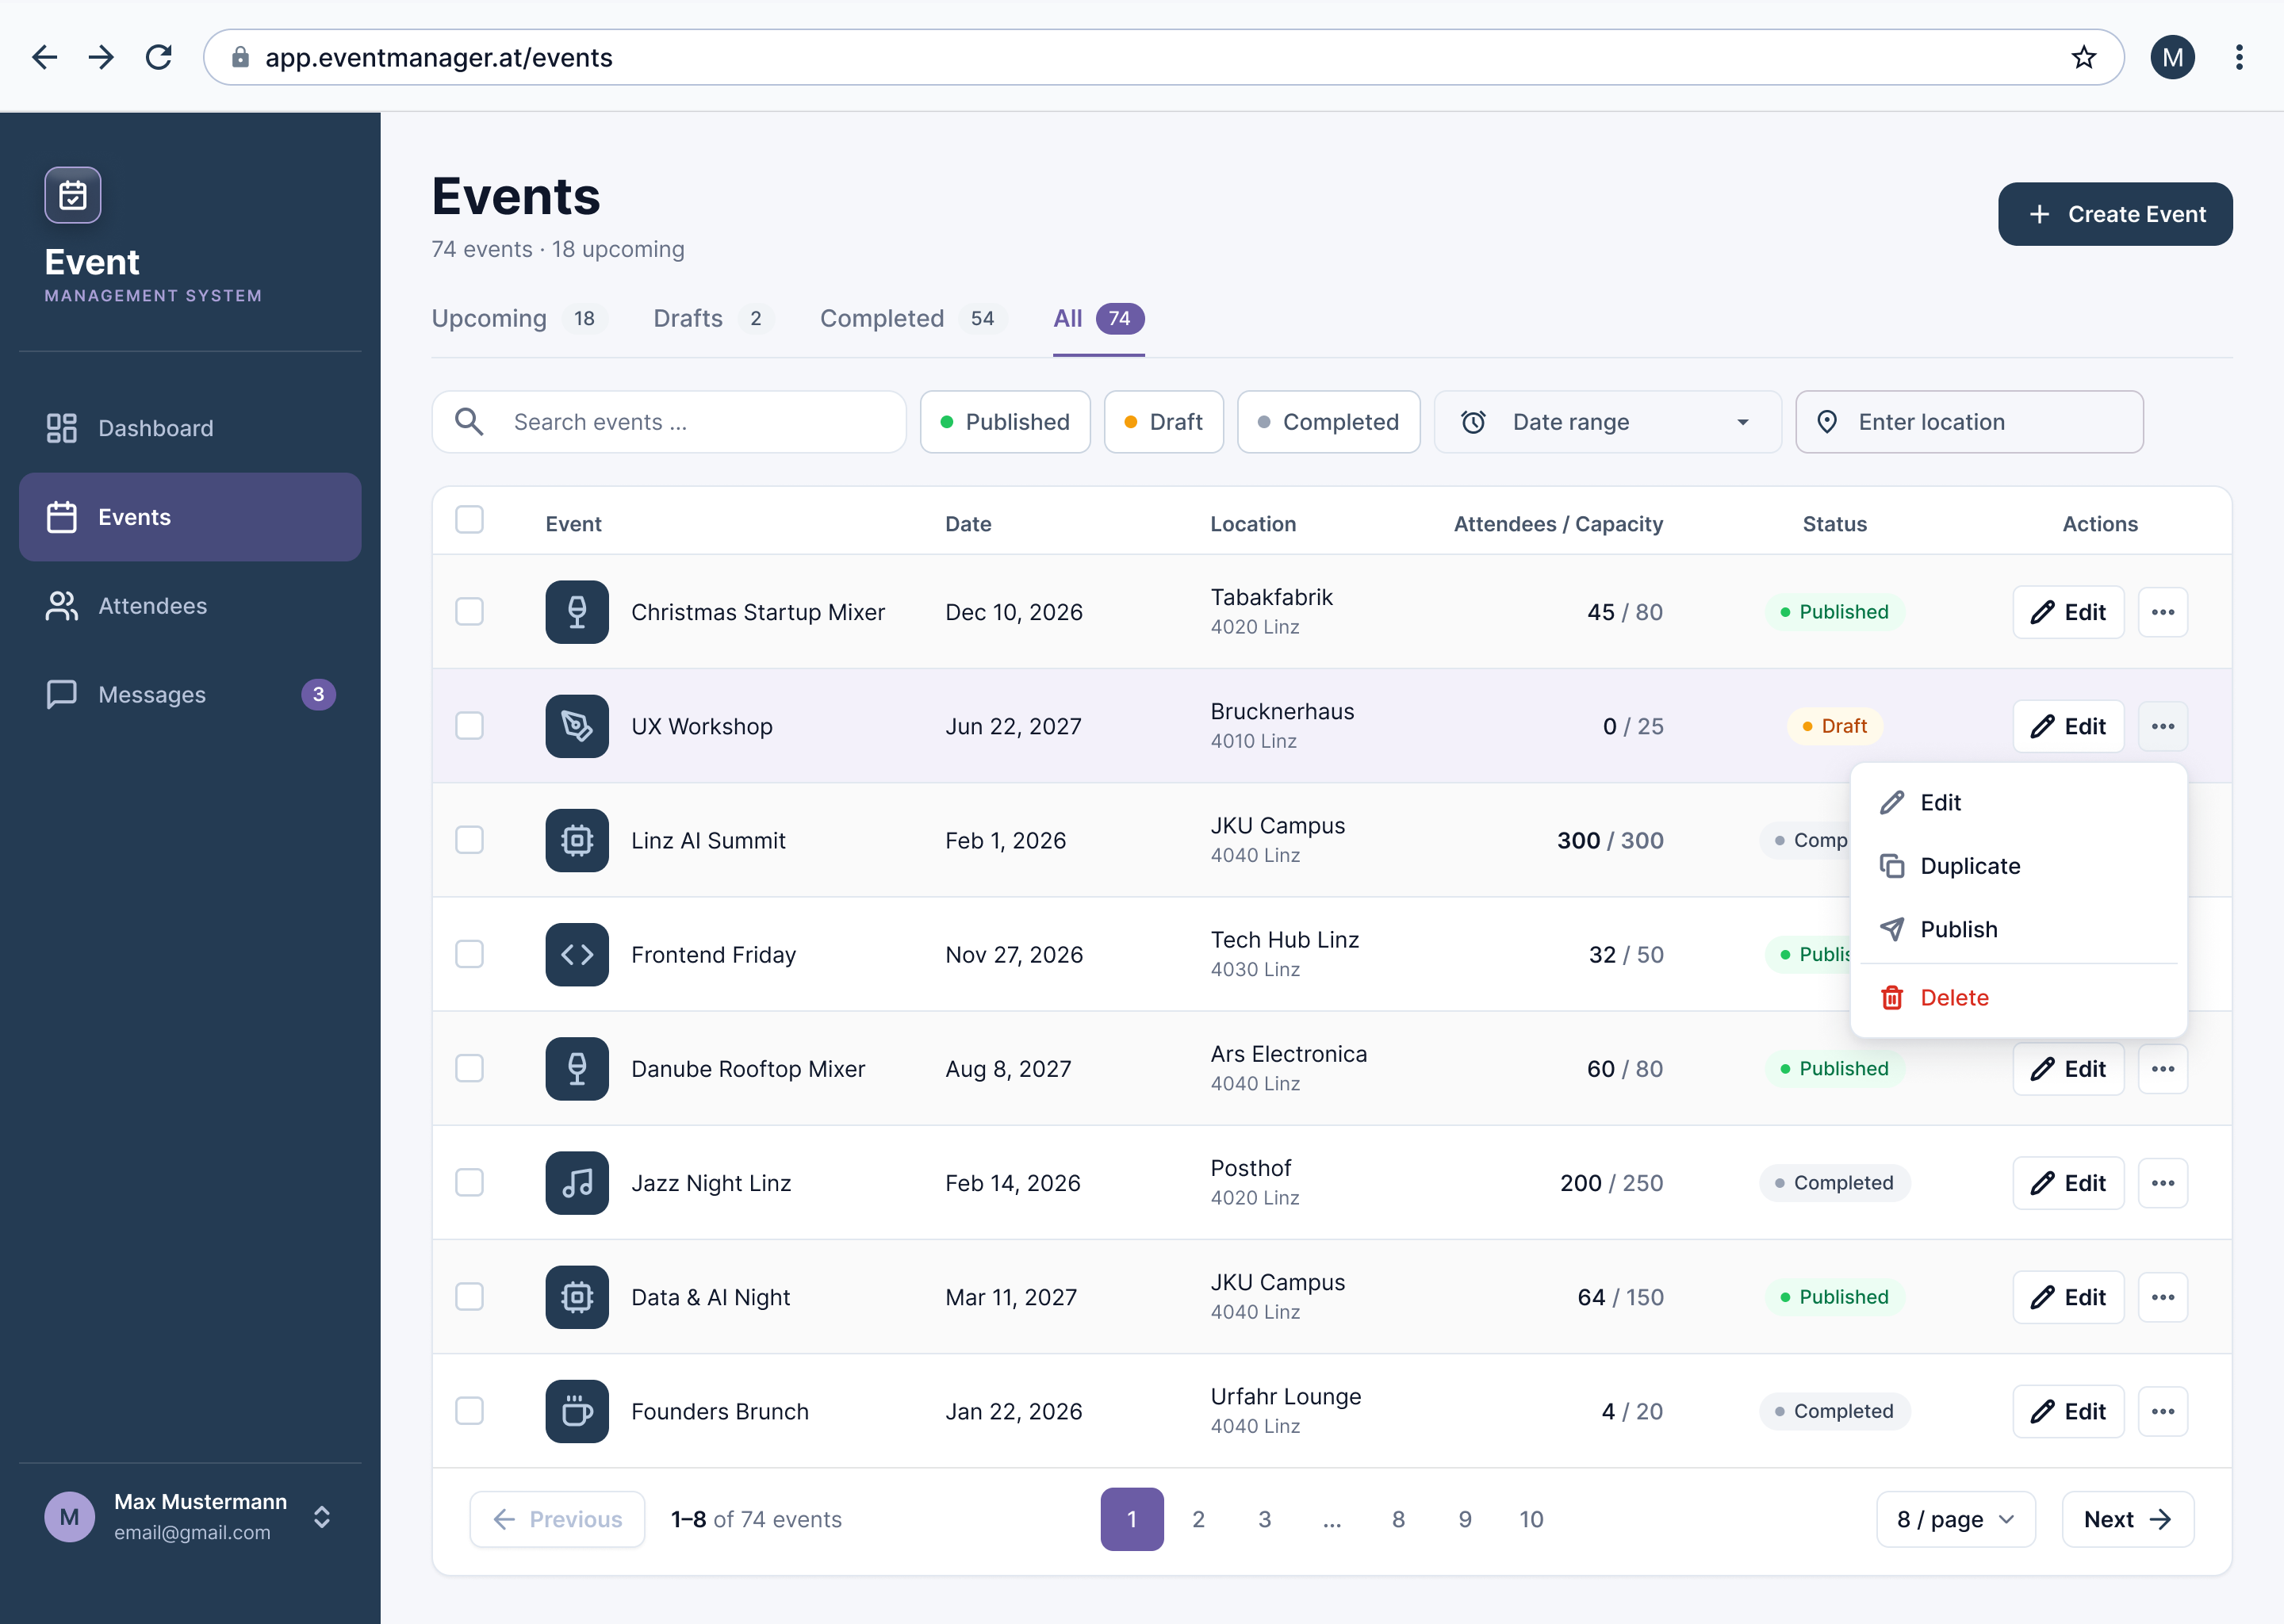 app.eventmanager.at/events
M
Event
MANAGEMENT SYSTEM
Dashboard
Events
Attendees
Messages 3
M
Max Mustermann
email@gmail.com
Events
74 events · 18 upcoming
Create Event
Upcoming 18 Drafts 2 Completed 54 All 74
Search events ... Published Draft Completed Date range Enter location
Event Date Location Attendees / Capacity Status Actions
Christmas Startup Mixer Dec 10, 2026 Tabakfabrik 45 / 80 Published Edit
4020 Linz
UX Workshop Jun 22, 2027 Brucknerhaus 0 / 25 Draft Edit
4010 Linz
Edit
Duplicate
Publish
Delete
Linz AI Summit Feb 1, 2026 JKU Campus 300 / 300 Comp
4040 Linz
Frontend Friday Nov 27, 2026 Tech Hub Linz 32 / 50 Publis
4030 Linz
Danube Rooftop Mixer Aug 8, 2027 Ars Electronica 60 / 80 Published Edit
4040 Linz
Jazz Night Linz Feb 14, 2026 Posthof 200 / 250 Completed Edit
4020 Linz
Data & AI Night Mar 11, 2027 JKU Campus 64 / 150 Published Edit
4040 Linz
Founders Brunch Jan 22, 2026 Urfahr Lounge 4 / 20 Completed Edit
4040 Linz
Previous 1–8 of 74 events 1 2 3 ... 8 9 10 8 / page Next